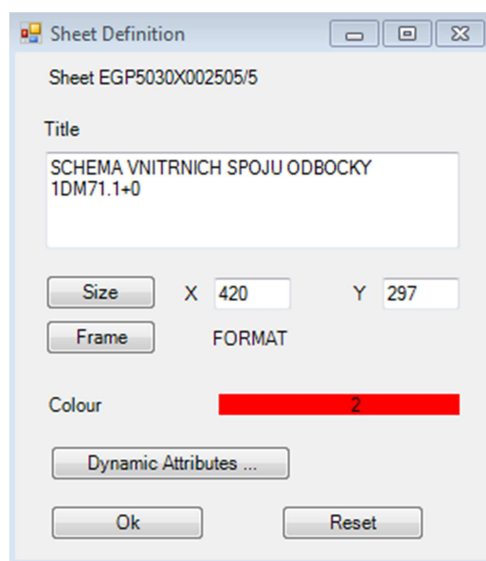 Sheet Definition
Sheet EGP5030X002505/5
Title
SCHEMA VNITRNICH SPOJU ODBOCKY
1DM71.1+0
Size X 420 Y 297
Frame FORMAT
Colour 2
Dynamic Attributes ...
Ok Reset